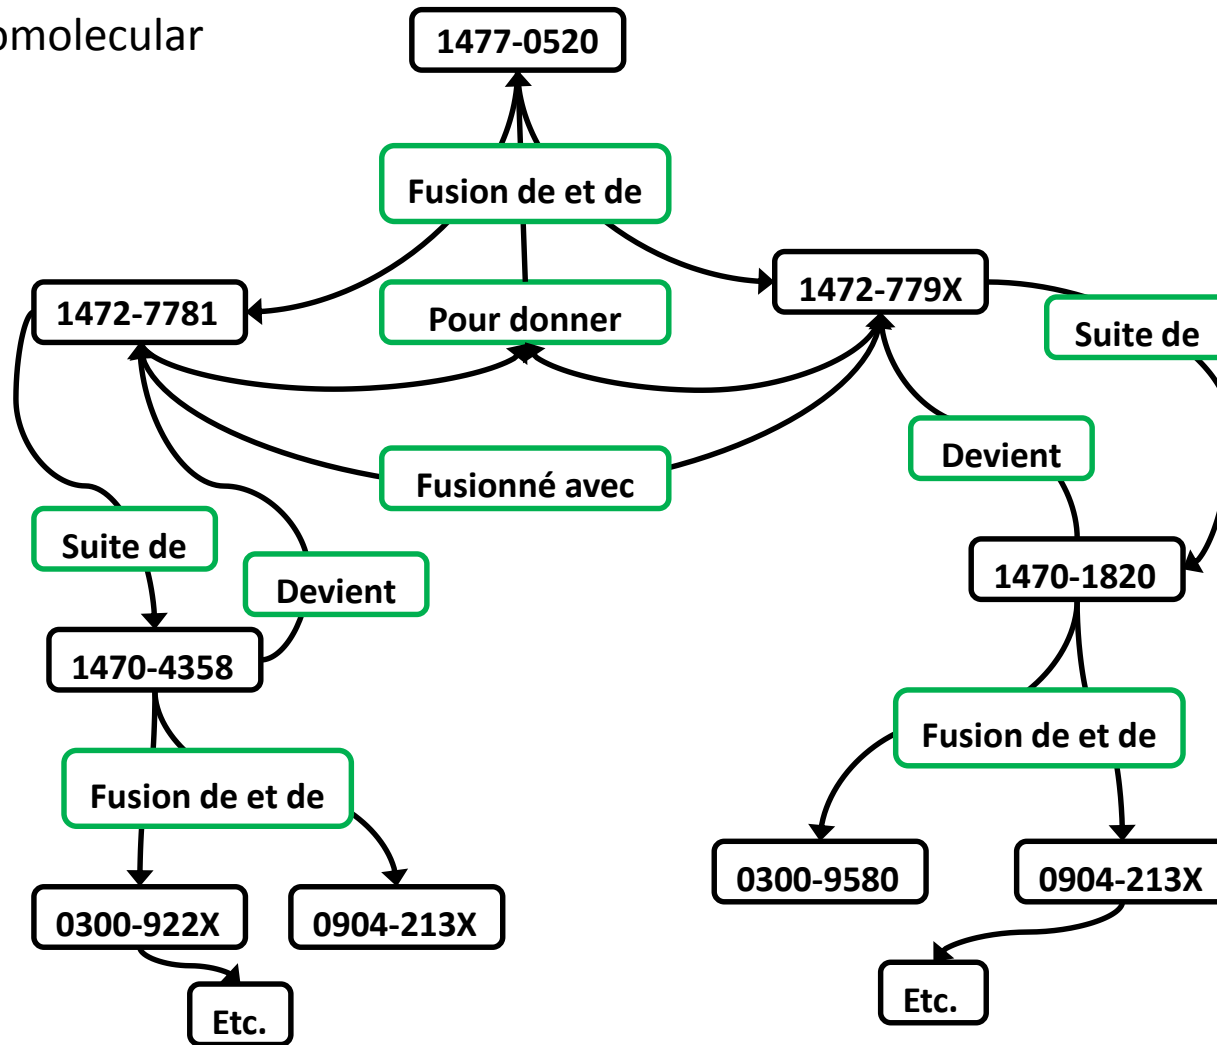 omolecular
1477-0520
Fusion de et de
1472-7781
Pour donner
1472-779X
Suite de
Fusionné avec
Devient
Suite de
Devient
1470-1820
1470-4358
Fusion de et de
Fusion de et de
0300-9580
0904-213X
0300-922X
0904-213X
Etc.
Etc.